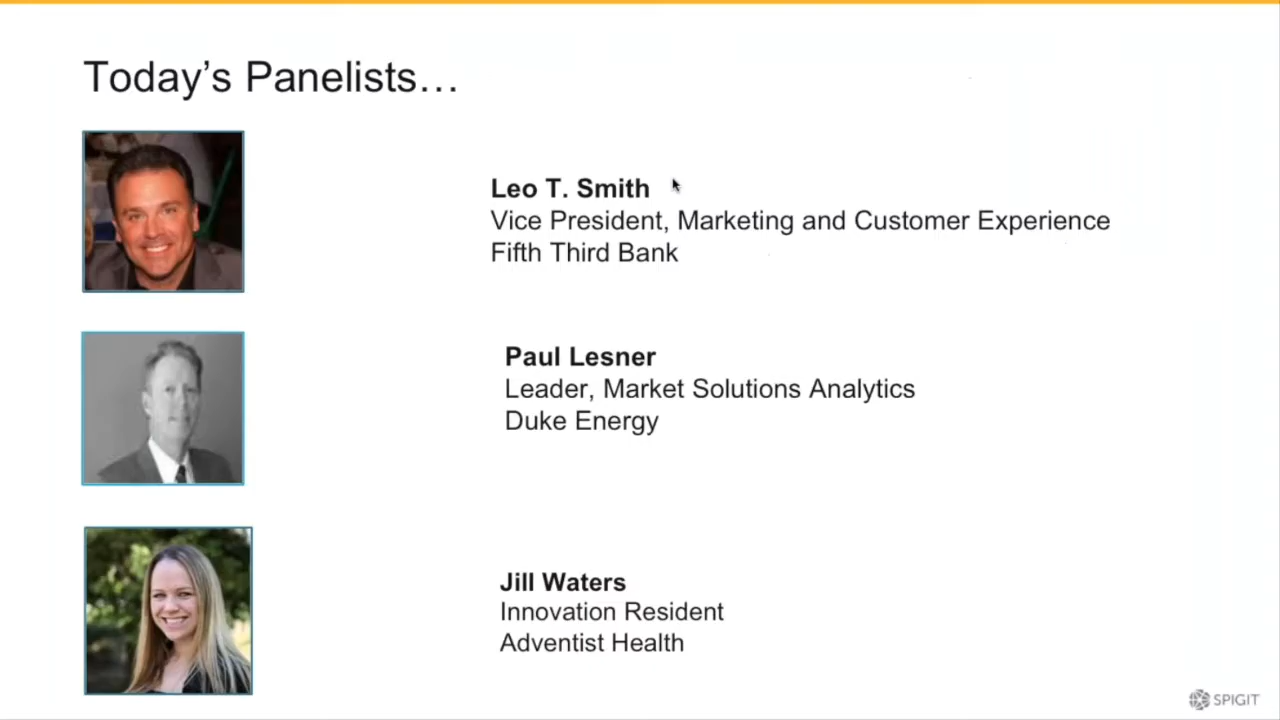 Today’s Panelists…
Leo T. Smith
Vice President, Marketing and Customer Experience
Fifth Third Bank
Paul Lesner
Leader, Market Solutions Analytics
Duke Energy
Jill Waters
Innovation Resident
Adventist Health
SPIGIT